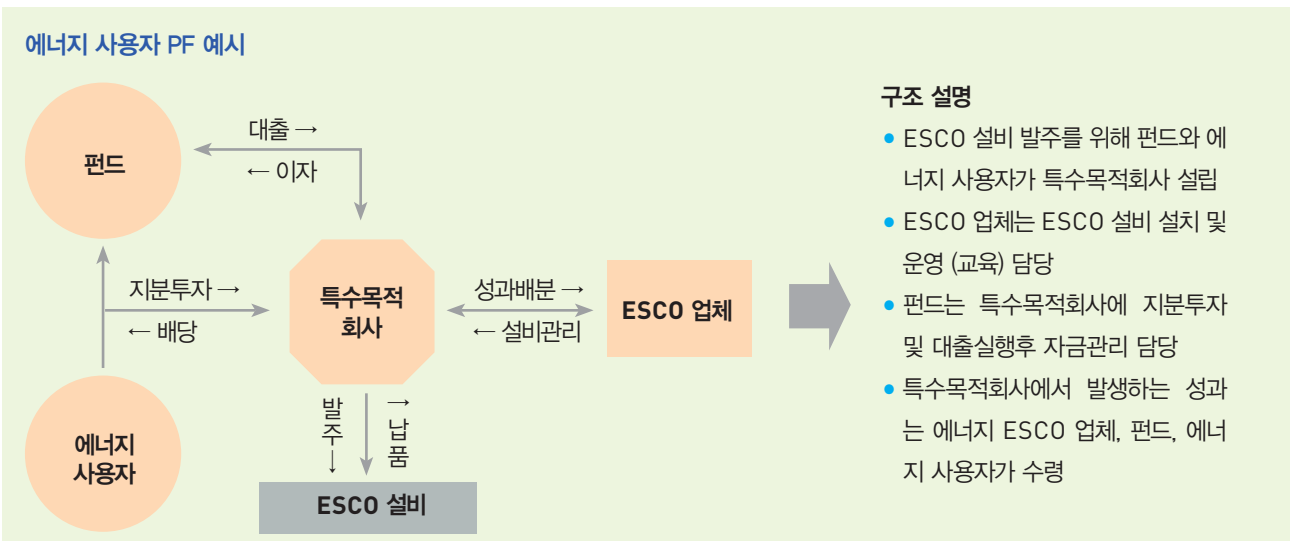 에너지 사용자 PF 예시
펀드
대출 →
← 이자
지분투자 →
← 배당
특수목적
회사
성과배분 →
← 설비관리
ESCO 업체
에너지
사용자
발주↓
→납품
ESCO 설비
구조 설명
• ESCO 설비 발주를 위해 펀드와 에
너지 사용자가 특수목적회사 설립
• ESCO 업체는 ESCO 설비 설치 및
운영 (교육) 담당
• 펀드는 특수목적회사에 지분투자
및 대출실행후 자금관리 담당
• 특수목적회사에서 발생하는 성과
는 에너지 ESCO 업체, 펀드, 에너
지 사용자가 수령